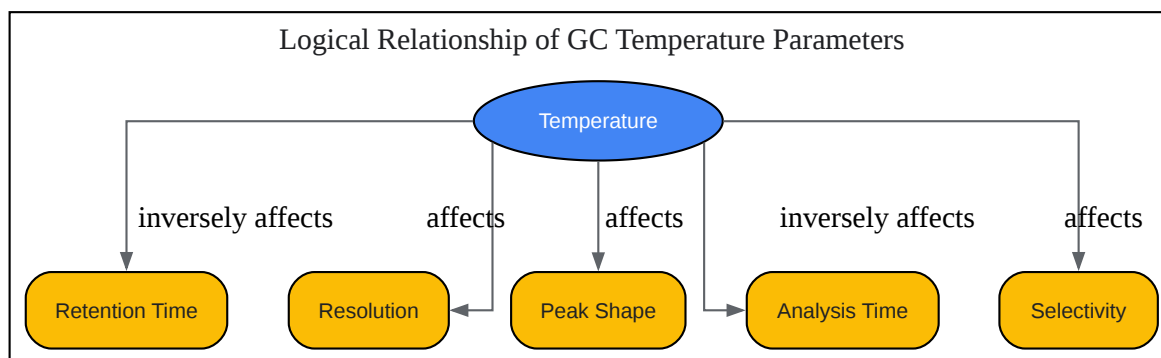 Logical Relationship of GC Temperature Parameters
Temperature
inversely affects
affects
affects
inversely affects
affects
Retention Time
Resolution
Peak Shape
Analysis Time
Selectivity